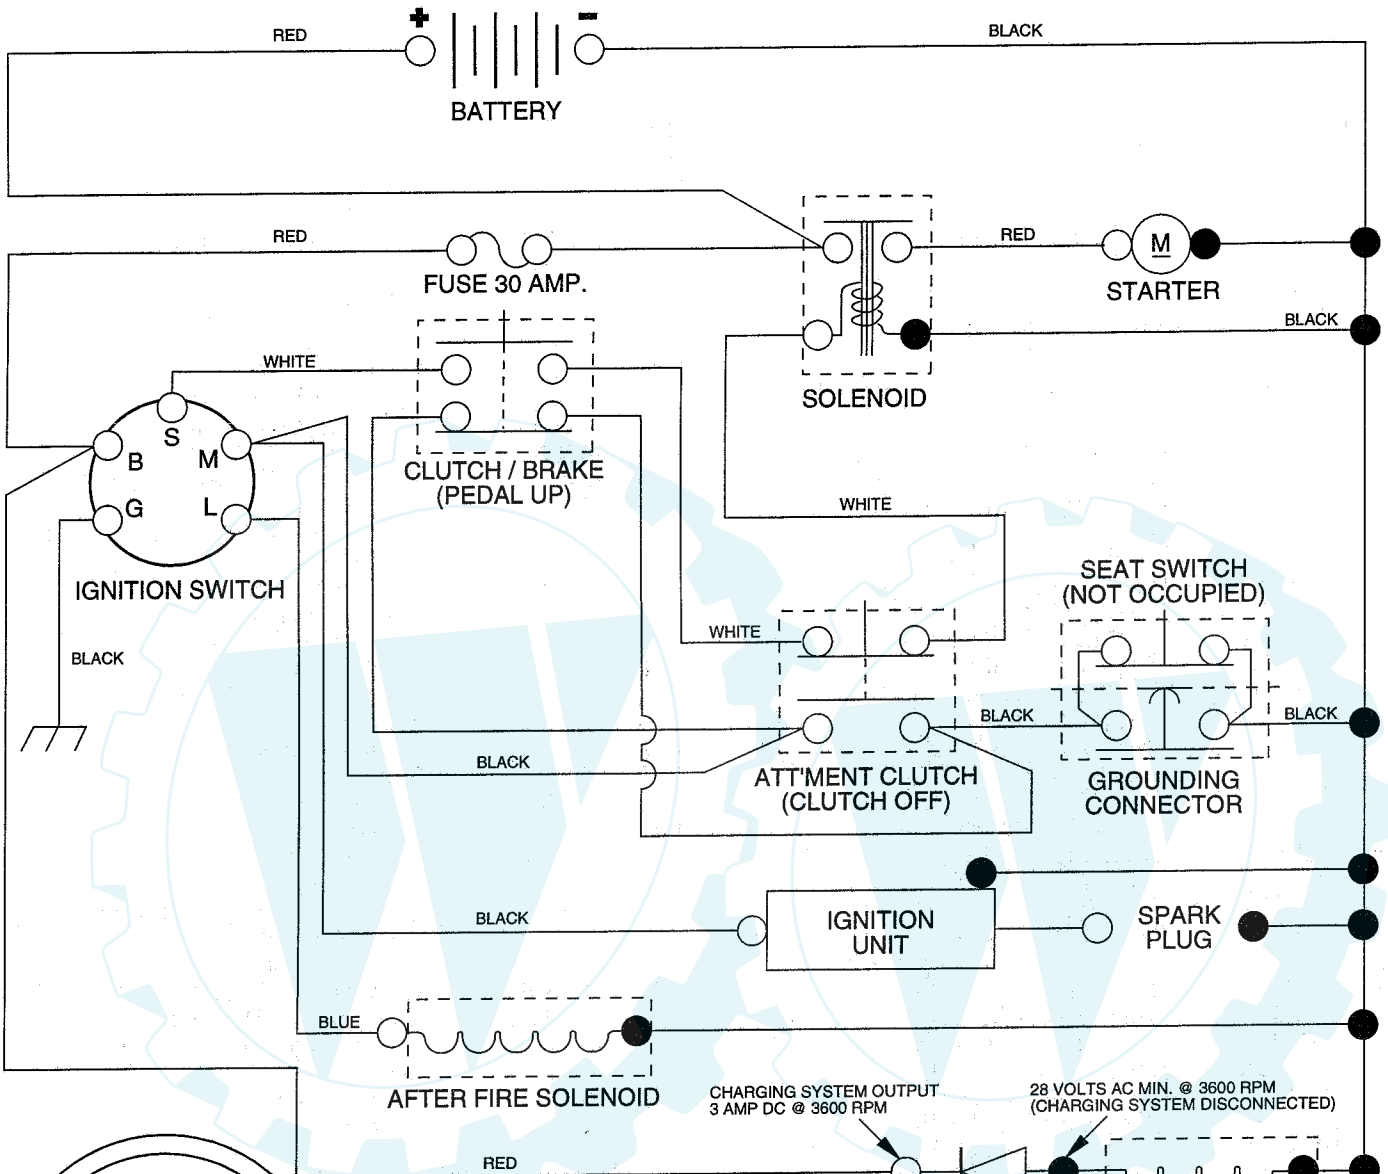 + -
RED
BLACK
BATTERY
RED
FUSE 30 AMP.
RED
M
STARTER
BLACK
SOLENOID
WHITE
S
B
M
G
L
IGNITION SWITCH
CLUTCH / BRAKE
(PEDAL UP)
WHITE
SEAT SWITCH
(NOT OCCUPIED)
WHITE
BLACK
BLACK
BLACK
BLACK
ATT'MENT CLUTCH
(CLUTCH OFF)
GROUNDING
CONNECTOR
BLACK
IGNITION
UNIT
SPARK
PLUG
BLUE
AFTER FIRE SOLENOID
CHARGING SYSTEM OUTPUT
3 AMP DC @ 3600 RPM
28 VOLTS AC MIN. @ 3600 RPM
(CHARGING SYSTEM DISCONNECTED)
RED